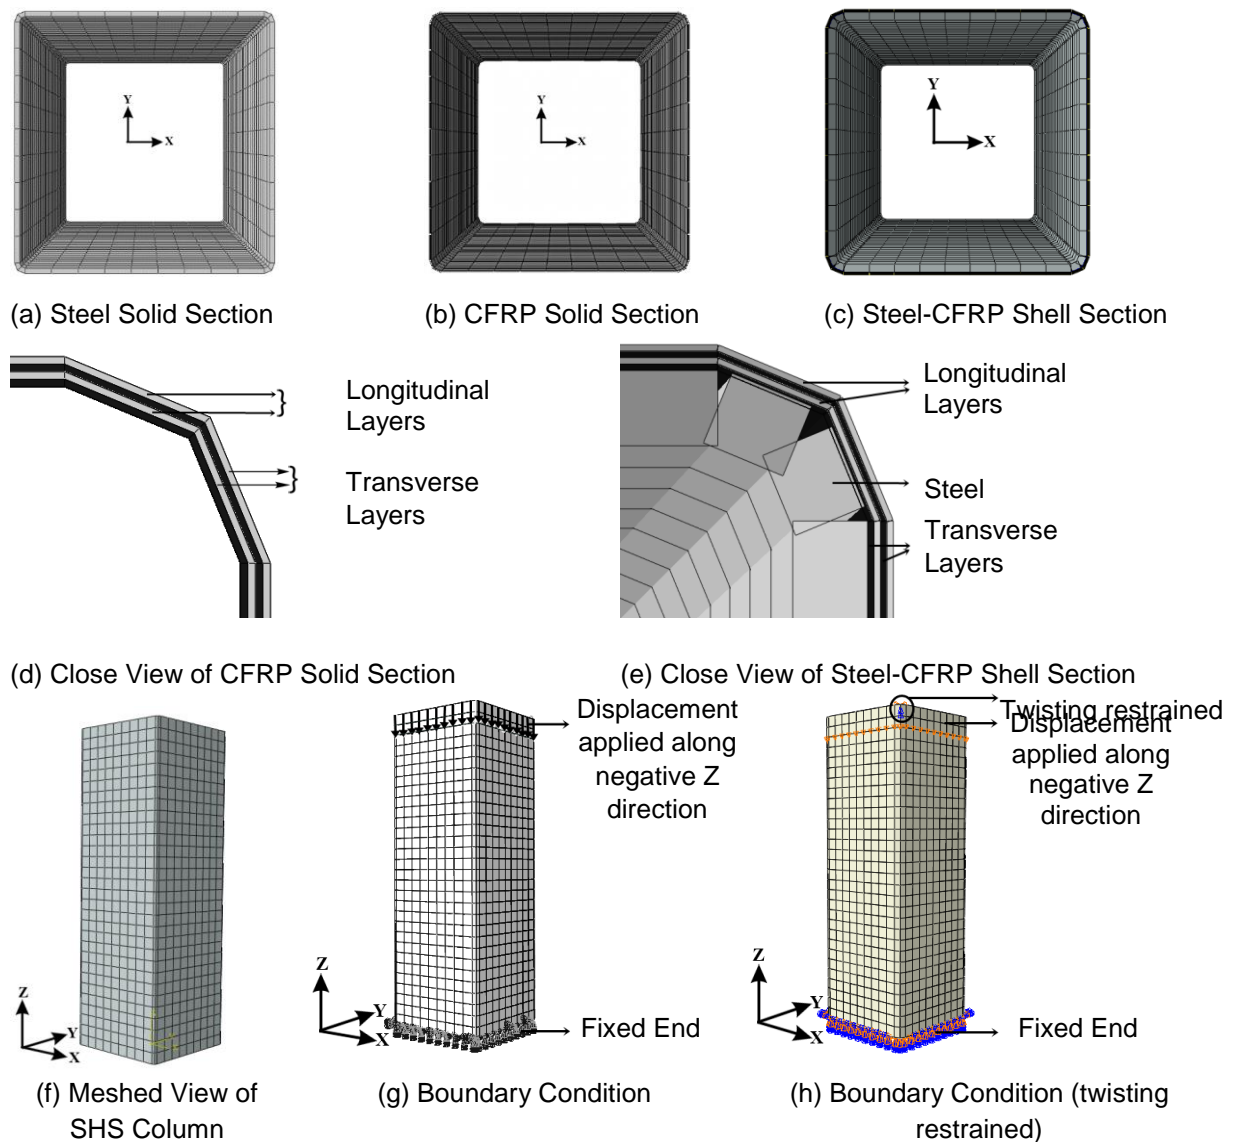 Y
X
Y
X
Y
X
(a) Steel Solid Section
(b) CFRP Solid Section
(c) Steel-CFRP Shell Section
Longitudinal
Layers
Transverse
Layers
Longitudinal
Layers
Steel
Transverse
Layers
(d) Close View of CFRP Solid Section
(e) Close View of Steel-CFRP Shell Section
Z
Y
X
Displacement
applied along
negative Z
direction
Z
Y
X
Fixed End
Twisting restrained
Displacement
applied along
negative Z
direction
Z
Y
X
Fixed End
(f) Meshed View of
SHS Column
(g) Boundary Condition
(h) Boundary Condition (twisting
restrained)